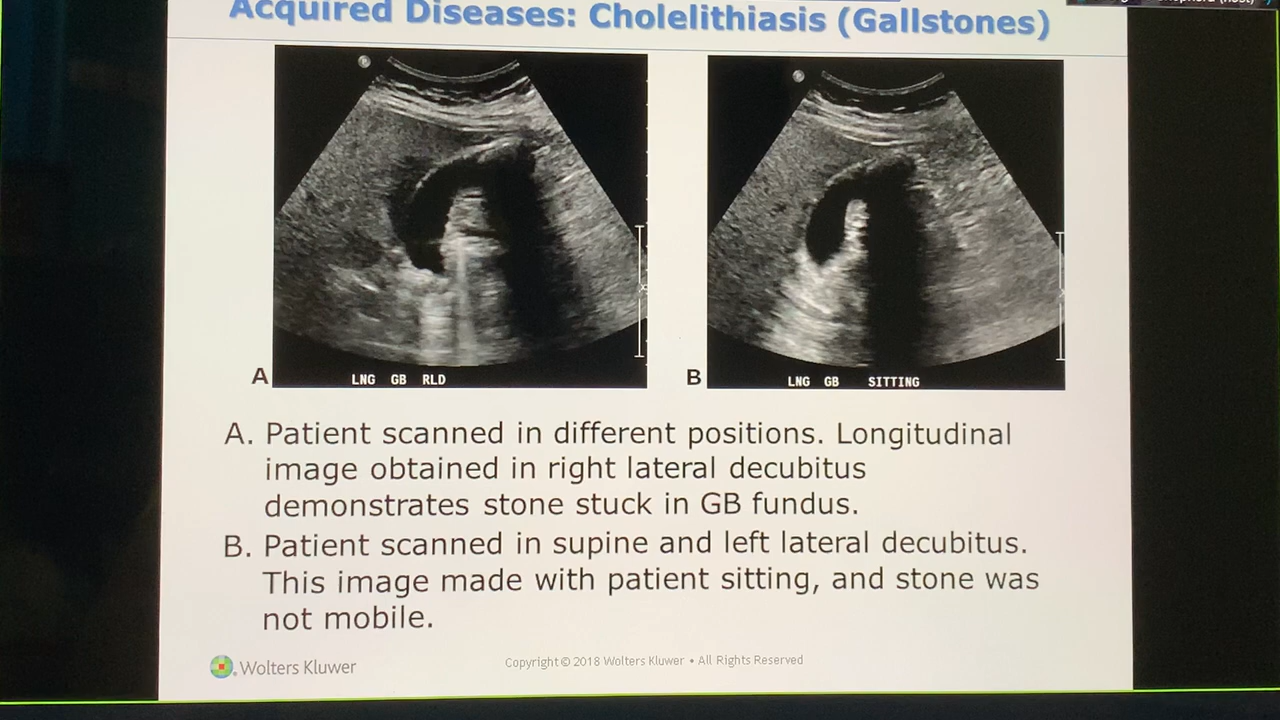 Acquired Diseases: Cholelithiasis (Gallstones)
LNG GB RLD
A
LNG GB SITTING
B
A. Patient scanned in different positions. Longitudinal
image obtained in right lateral decubitus
demonstrates stone stuck in GB fundus.
B. Patient scanned in supine and left lateral decubitus.
This image made with patient sitting, and stone was
not mobile.
Wolters Kluwer
Copyright © 2018 Wolters Kluwer • All Rights Reserved